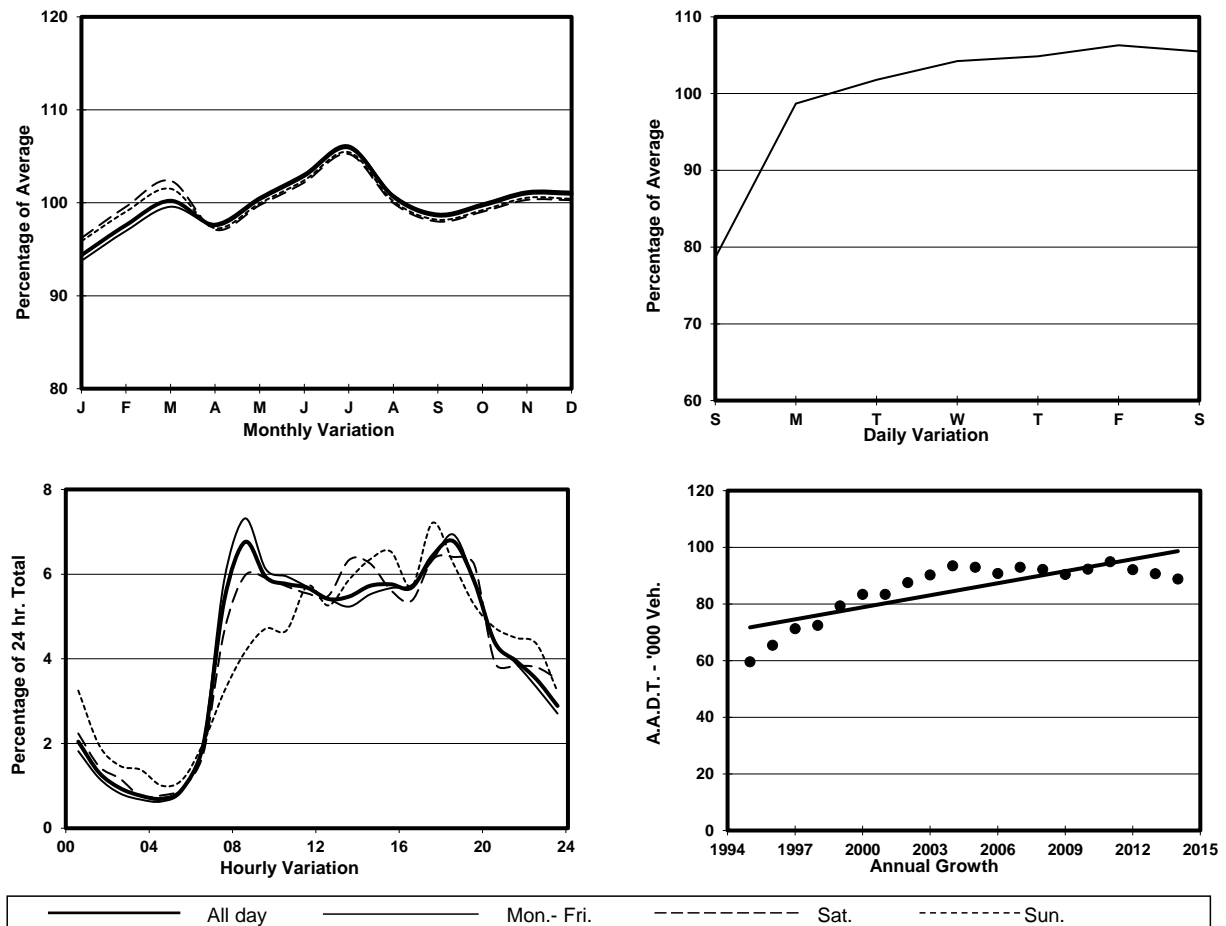 120
110
100
90
80
Percentage of Average
J F M A M J J A S O N D
Monthly Variation
110
100
90
80
70
60
Percentage of Average
S M T W T F S
Daily Variation
8
6
4
2
0
Percentage of 24 hr. Total
00 04 08 12 16 20 24
Hourly Variation
120
100
80
60
40
20
0
A.A.D.T. - '000 Veh.
1994 1997 2000 2003 2006 2009 2012 2015
Annual Growth
All day Mon.- Fri. Sat. Sun.